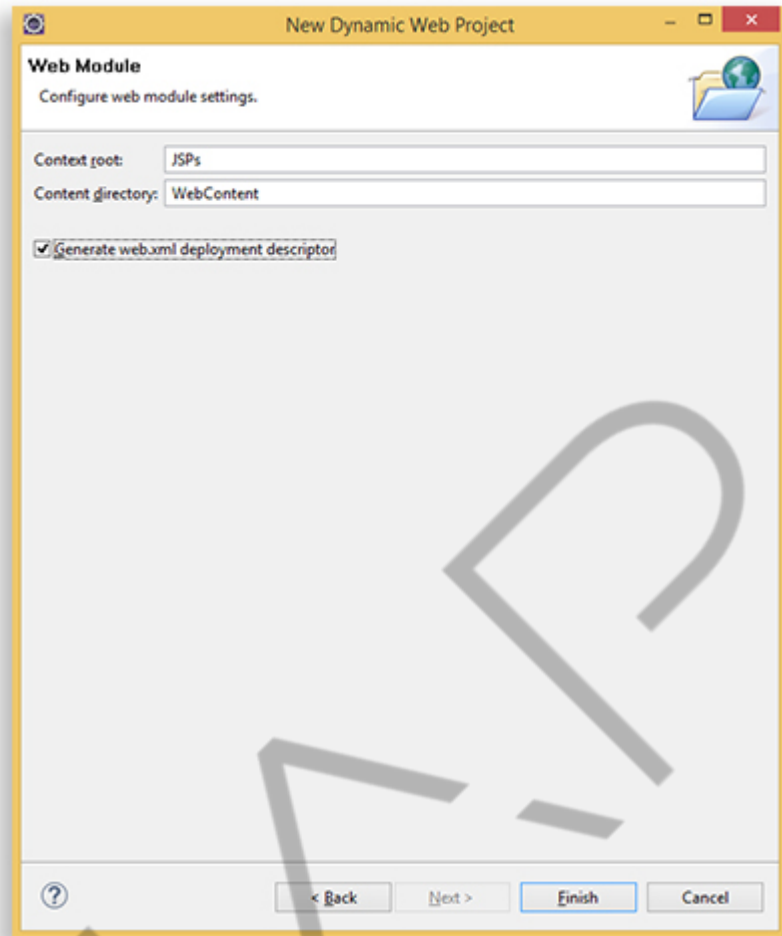 New Dynamic Web Project
Web Module
Configure web module settings.
Context root: JSPs
Content directory: WebContent
Generate web.xml deployment descriptor
< Back Next > Finish Cancel